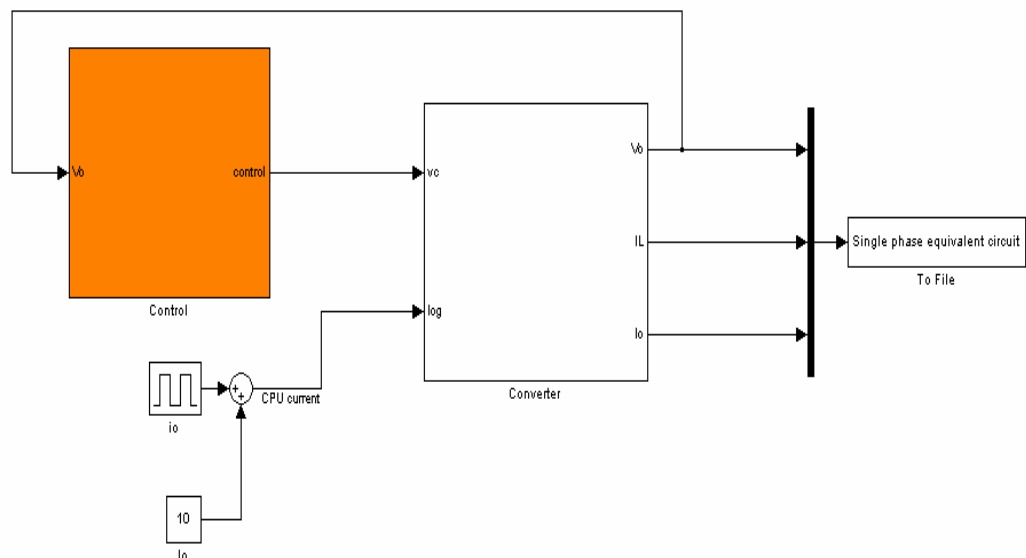 Vo
control
Control
vc
Iog
Converter
Vo
IL
Io
Single phase equivalent circuit
To File
CPU current
++
io
10
Io